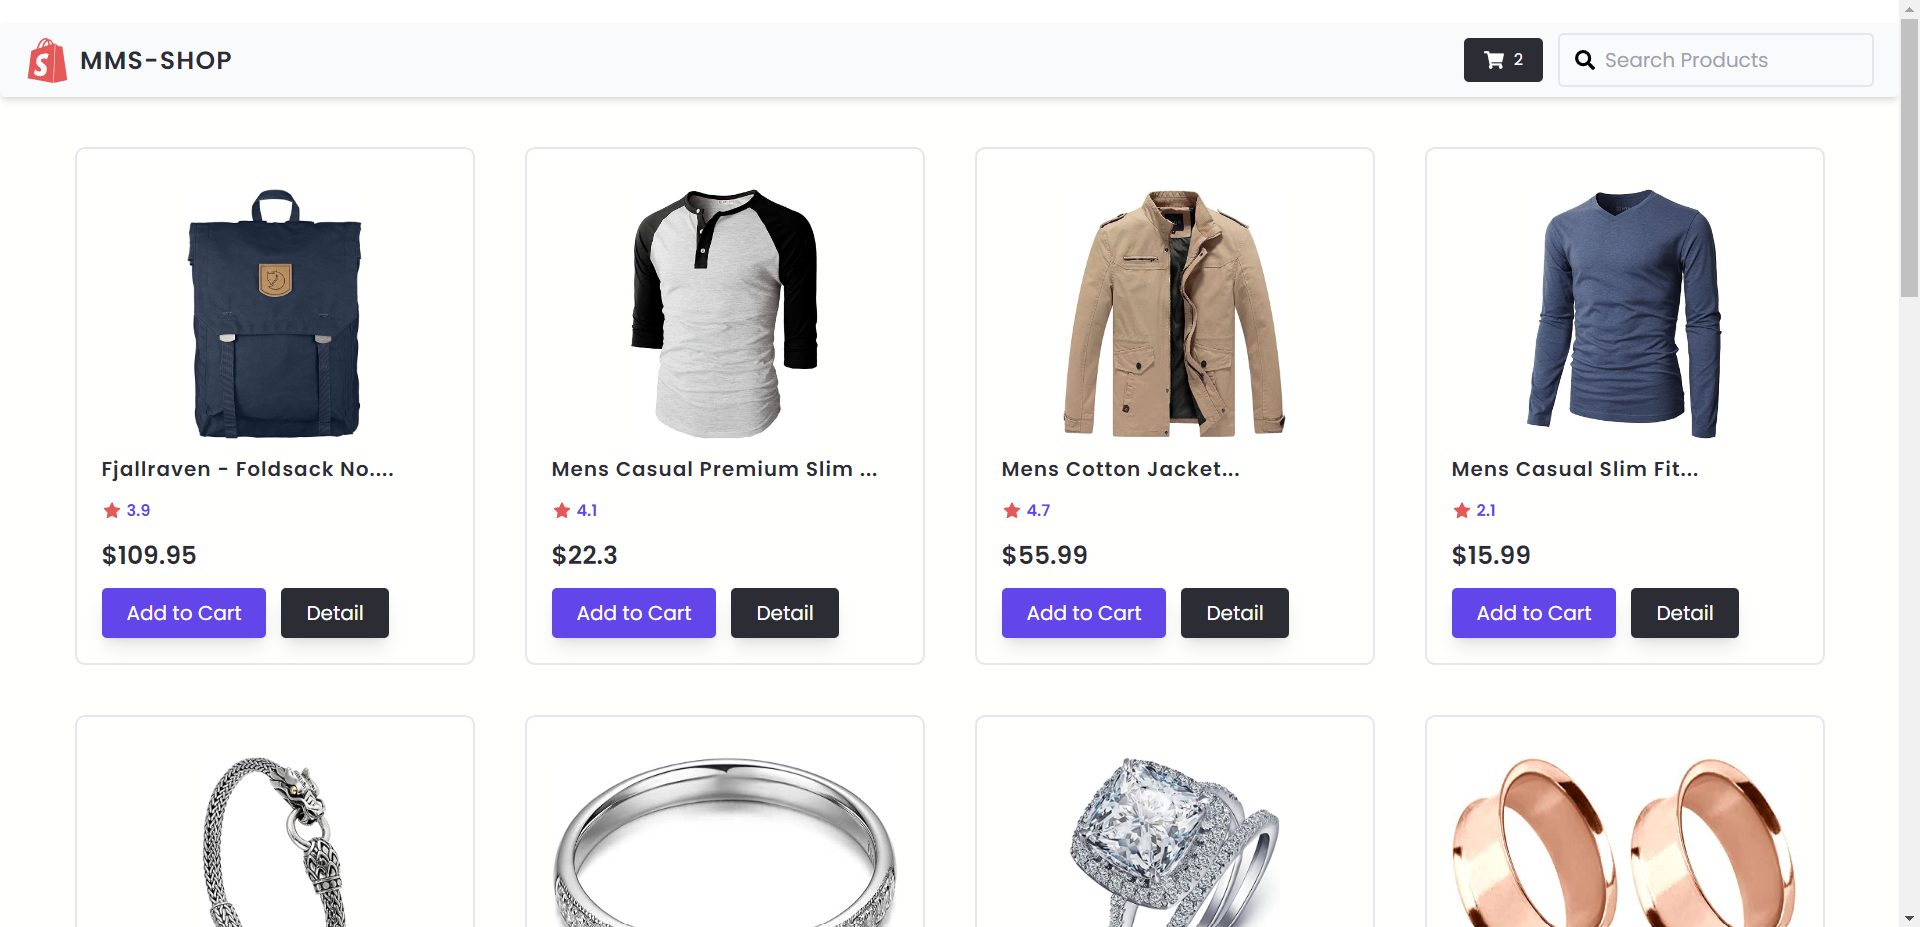 S MMS-SHOP
2
Search Products
Fjallraven - Foldsack No....
3.9
$109.95
Add to Cart Detail
Mens Casual Premium Slim ...
4.1
$22.3
Add to Cart Detail
Mens Cotton Jacket...
4.7
$55.99
Add to Cart Detail
Mens Casual Slim Fit...
2.1
$15.99
Add to Cart Detail